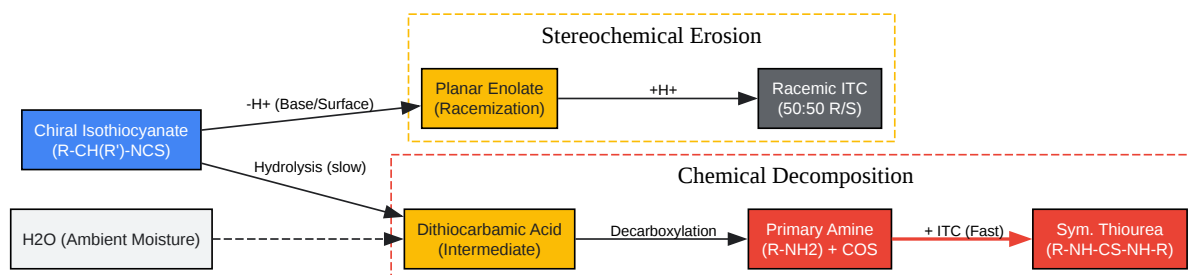 Stereochemical Erosion
Planar Enolate
(Racemization)
+H+
Racemic ITC
(50:50 R/S)
-H+ (Base/Surface)
Chiral Isothiocyanate
(R-CH(R')-NCS)
Hydrolysis (slow)
Chemical Decomposition
H2O (Ambient Moisture)
Dithiocarbamic Acid
(Intermediate)
Decarboxylation
Primary Amine
(R-NH2) + COS
+ ITC (Fast)
Sym. Thiourea
(R-NH-CS-NH-R)